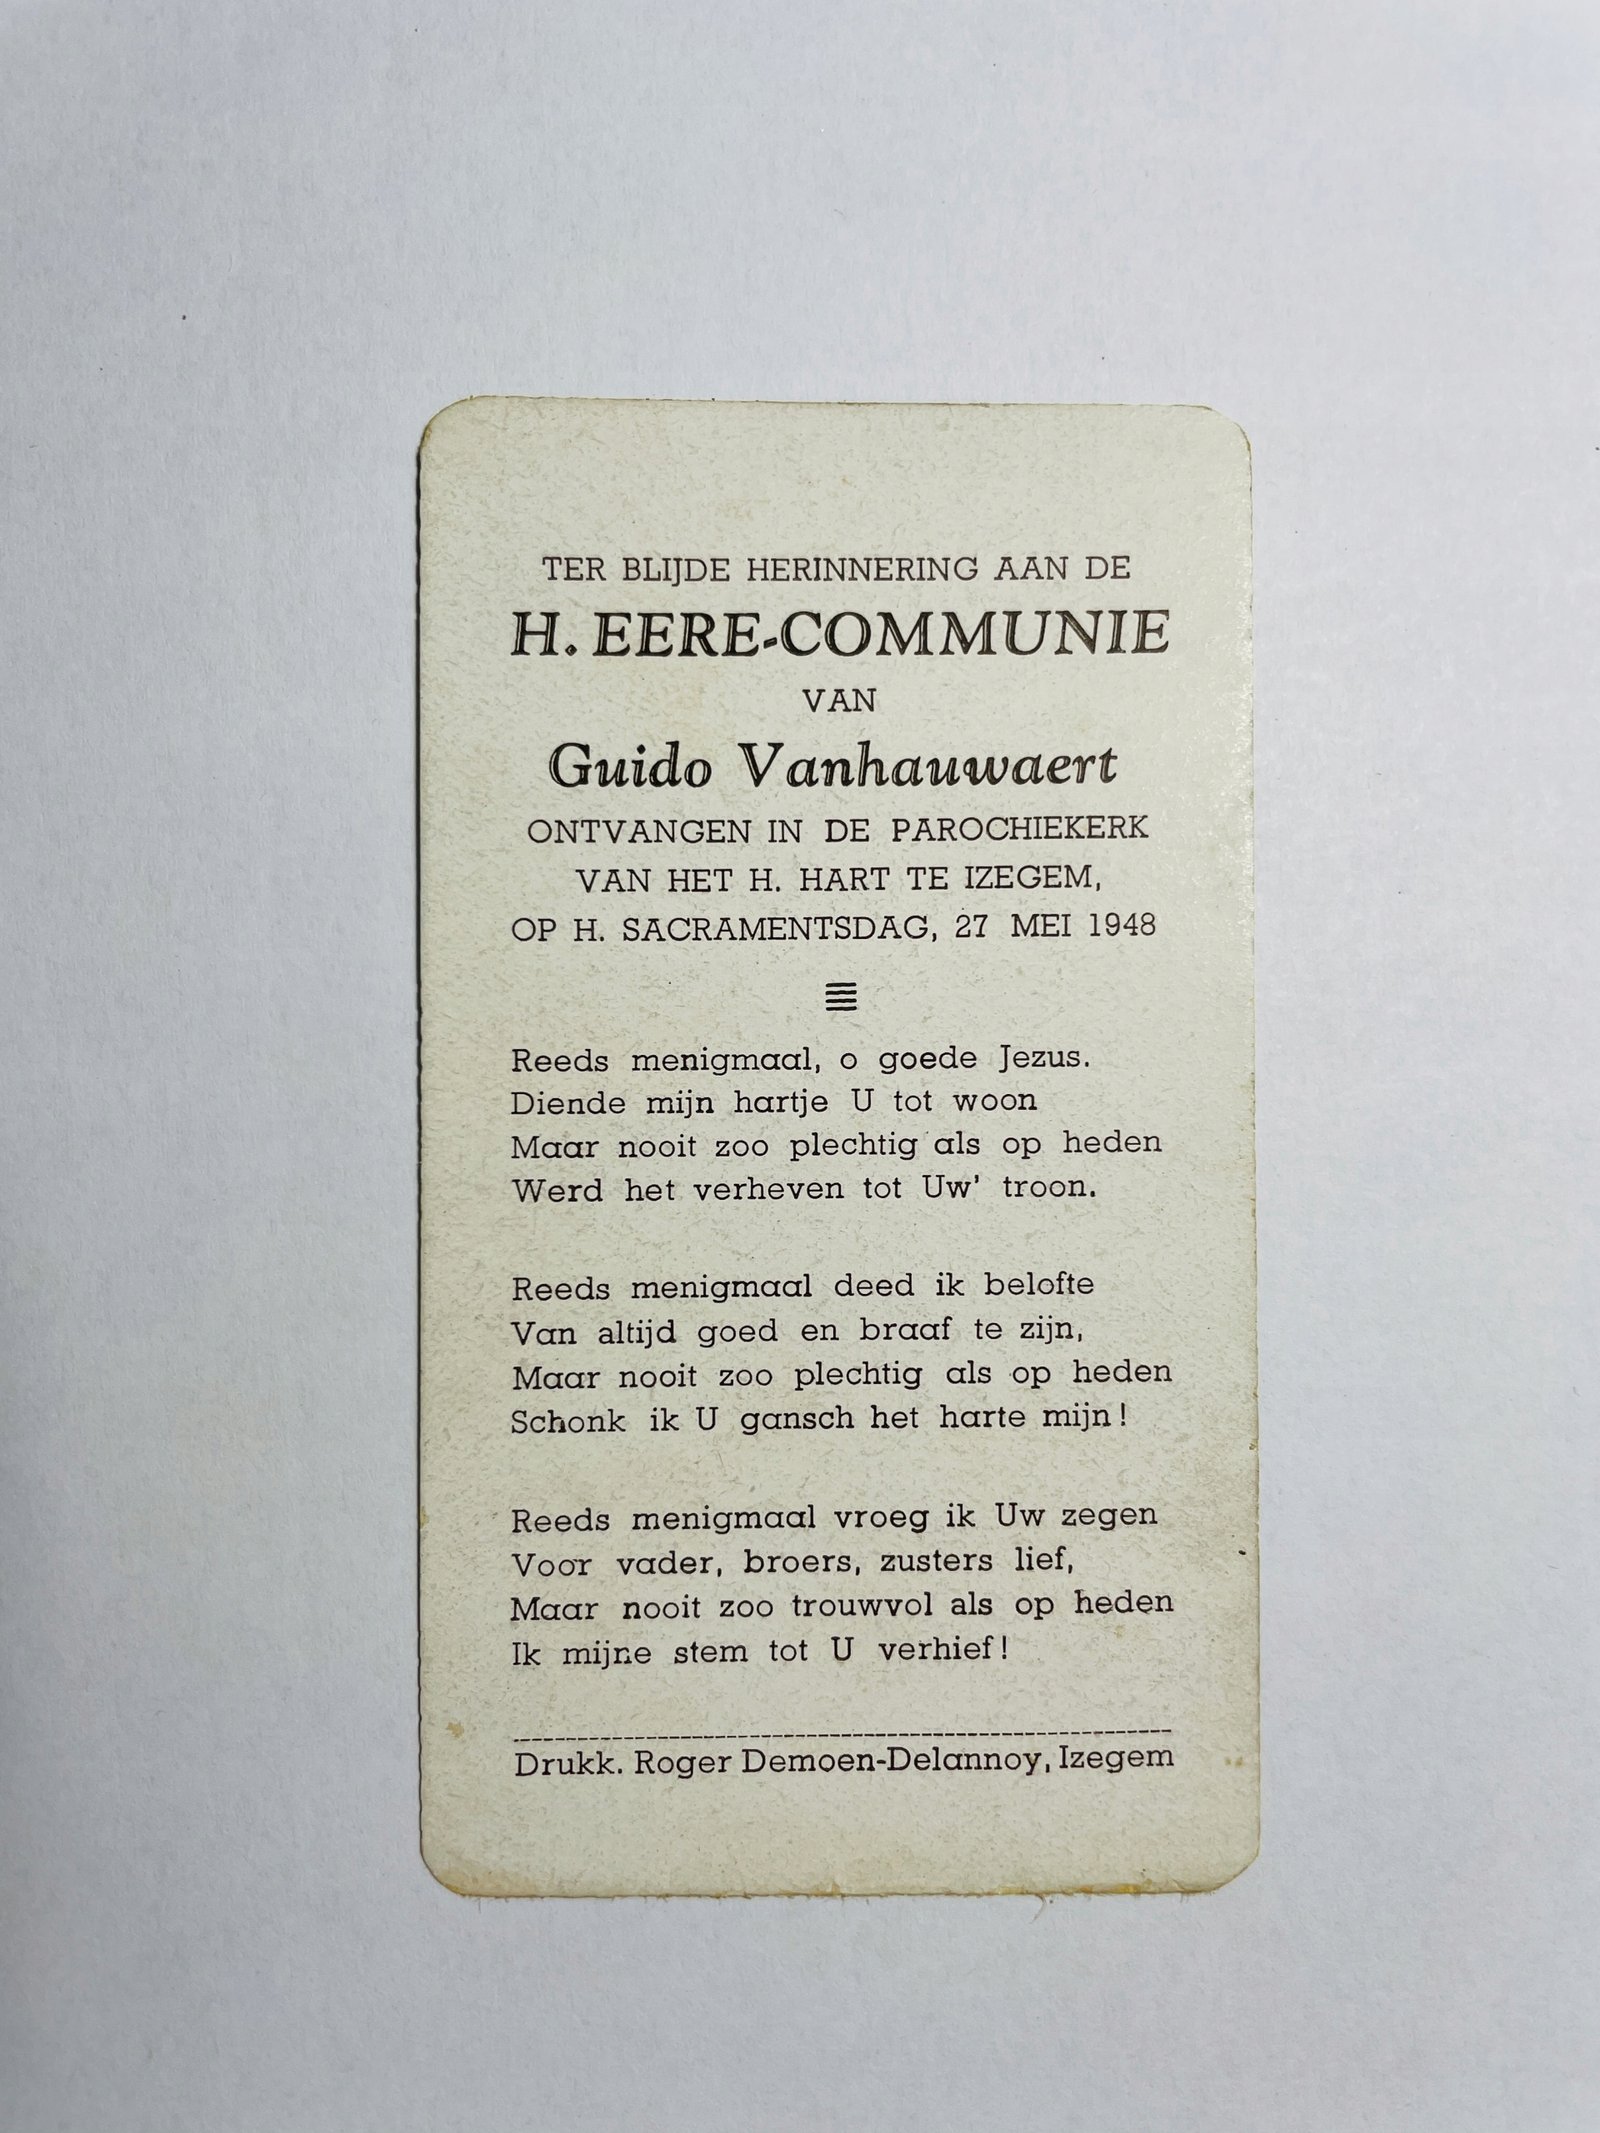 TER BLIJDE HERINNERING AAN DE
H. EERE-COMMUNIE
VAN
Guido Vanhauwaert
ONTVANGEN IN DE PAROCHIEKERK
VAN HET H. HART TE IZEGEM,
OP H. SACRAMENTSDAG, 27 MEI 1948
Reeds menigmaal, o goede Jezus.
Diende mijn hartje U tot woon
Maar nooit zoo plechtig als op heden
Werd het verheven tot Uw' troon.
Reeds menigmaal deed ik belofte
Van altijd goed en braaf te zijn,
Maar nooit zoo plechtig als op heden
Schonk ik U gansch het harte mijn!
Reeds menigmaal vroeg ik Uw zegen
Voor vader, broers, zusters lief,
Maar nooit zoo trouwvol als op heden
Ik mijne stem tot U verhief!
Drukk. Roger Demoen-Delannoy, Izegem